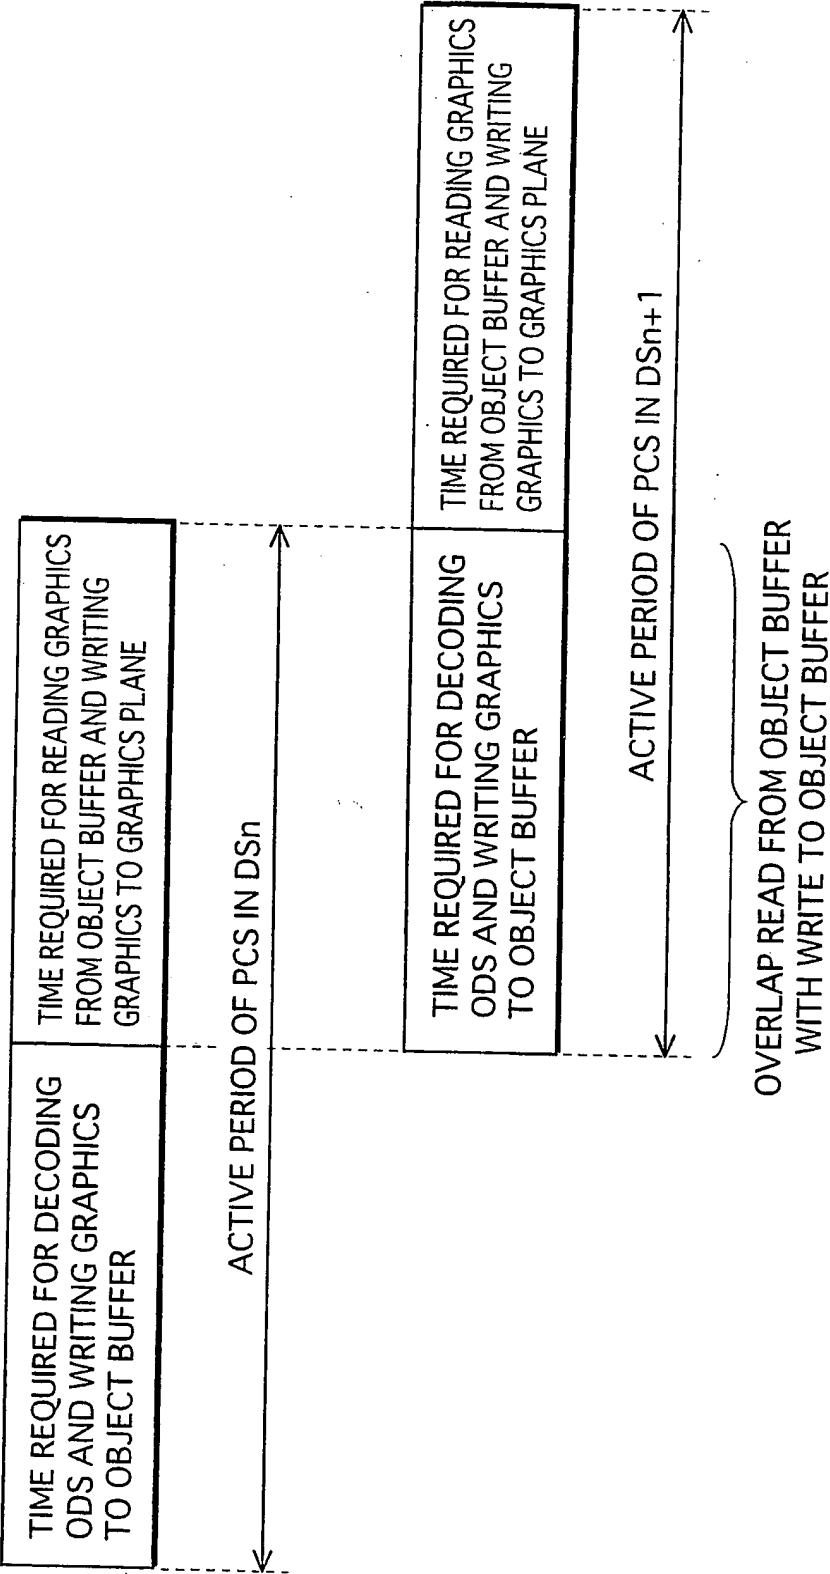 TIME REQUIRED FOR DECODING
ODS AND WRITING GRAPHICS
TO OBJECT BUFFER
TIME REQUIRED FOR READING GRAPHICS
FROM OBJECT BUFFER AND WRITING
GRAPHICS TO GRAPHICS PLANE
ACTIVE PERIOD OF PCS IN DSn
TIME REQUIRED FOR DECODING
ODS AND WRITING GRAPHICS
TO OBJECT BUFFER
TIME REQUIRED FOR READING GRAPHICS
FROM OBJECT BUFFER AND WRITING
GRAPHICS TO GRAPHICS PLANE
ACTIVE PERIOD OF PCS IN DSn+1
OVERLAP READ FROM OBJECT BUFFER
WITH WRITE TO OBJECT BUFFER